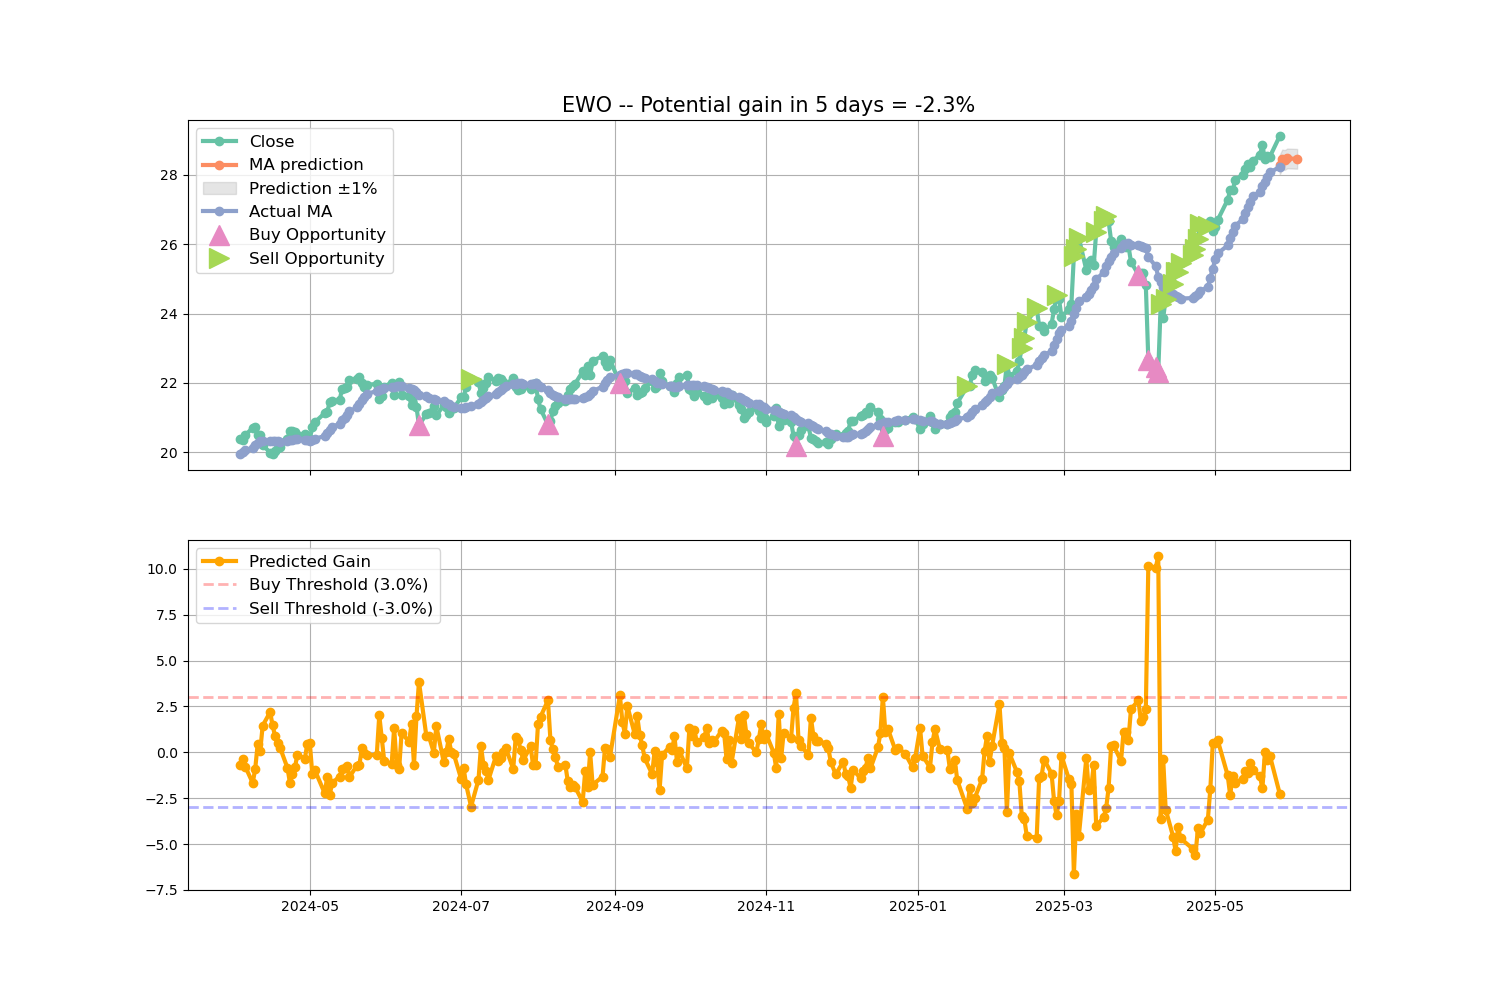 EWO -- Potential gain in 5 days = -2.3%
Close
MA prediction
Prediction ±1%
Actual MA
Buy Opportunity
Sell Opportunity
28
26
24
22
20
Predicted Gain
Buy Threshold (3.0%)
Sell Threshold (-3.0%)
10.0
7.5
5.0
2.5
0.0
−2.5
−5.0
−7.5
2024-05
2024-07
2024-09
2024-11
2025-01
2025-03
2025-05